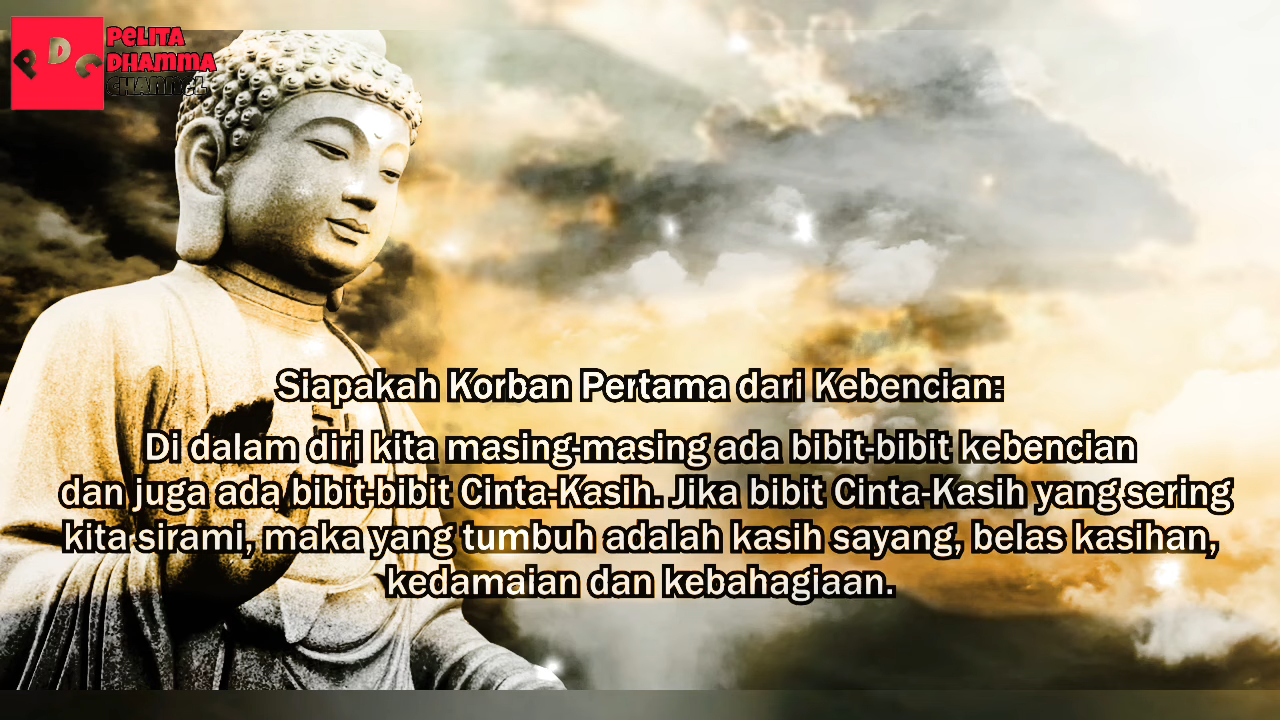 PDC
PELITA
DHAMMA
CHANNEL
Siapakah Korban Pertama dari Kebencian:
Di dalam diri kita masing-masing ada bibit-bibit kebencian
dan juga ada bibit-bibit Cinta-Kasih. Jika bibit Cinta-Kasih yang sering
kita sirami, maka yang tumbuh adalah kasih sayang, belas kasihan,
kedamaian dan kebahagiaan.